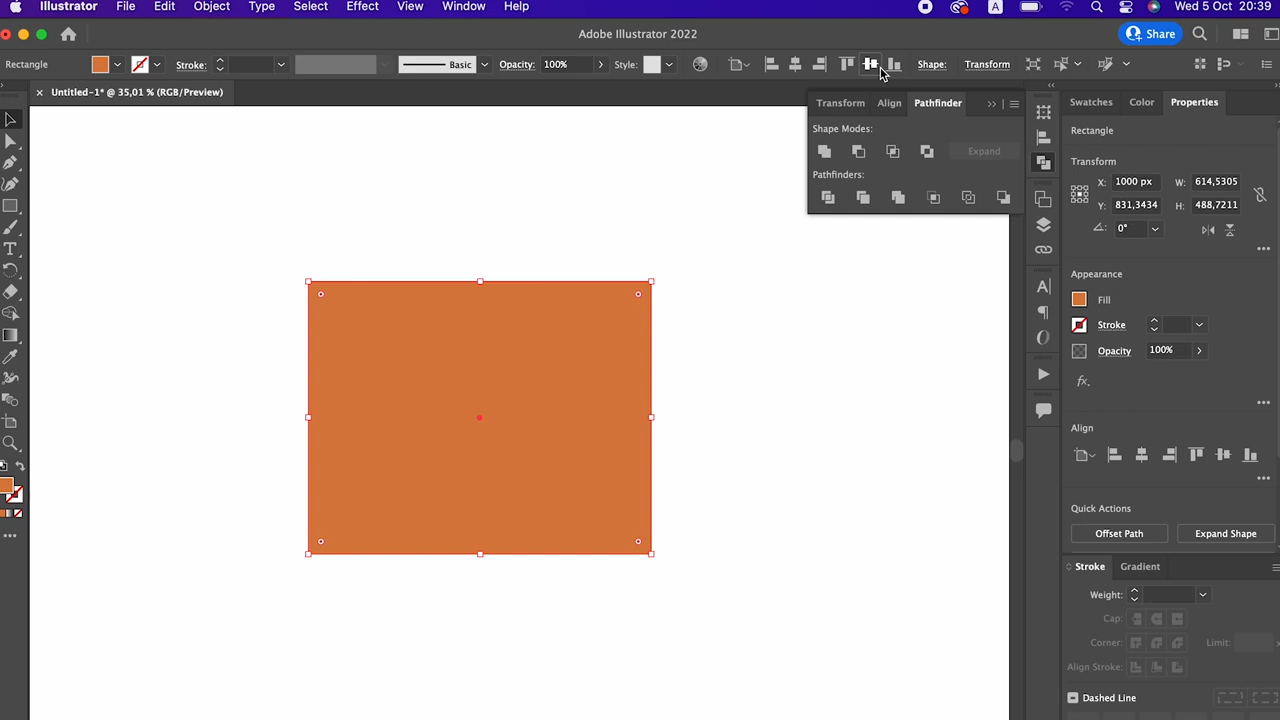 Illustrator File Edit Object Type Select Effect View Window Help A Wed 5 Oct 20:39
Adobe Illustrator 2022 Share
Rectangle Stroke: Basic Opacity: 100% Style: Shape: Transform
× Untitled-1* @ 35,01 % (RGB/Preview)
Transform Align Pathfinder
Shape Modes:
Expand
Pathfinders:
Swatches Color Properties
Rectangle
Transform
X: 1000 px W: 614,5305
Y: 831,3434 H: 488,7211
0°
Appearance
Fill
Stroke
Opacity 100%
fx.
Align
Quick Actions
Offset Path Expand Shape
Stroke Gradient
Weight:
Cap:
Corner: Limit:
Align Stroke:
Dashed Line